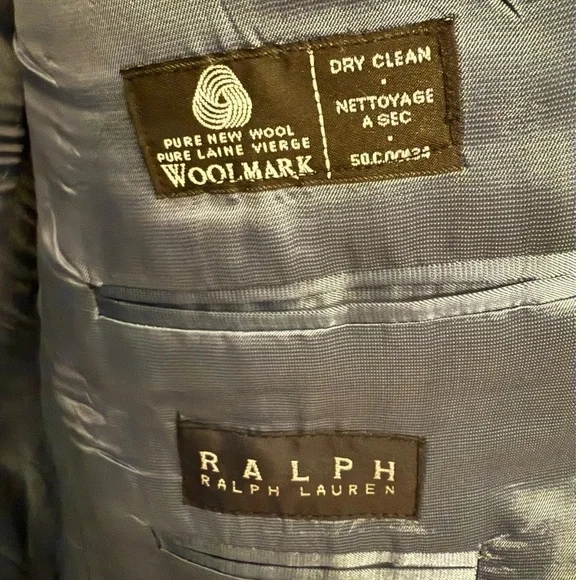 PURE NEW WOOL
PURE LAINE VIERGE
WOOLMARK
DRY CLEAN
NETTOYAGE
A SEC
RALPH
RALPH LAUREN